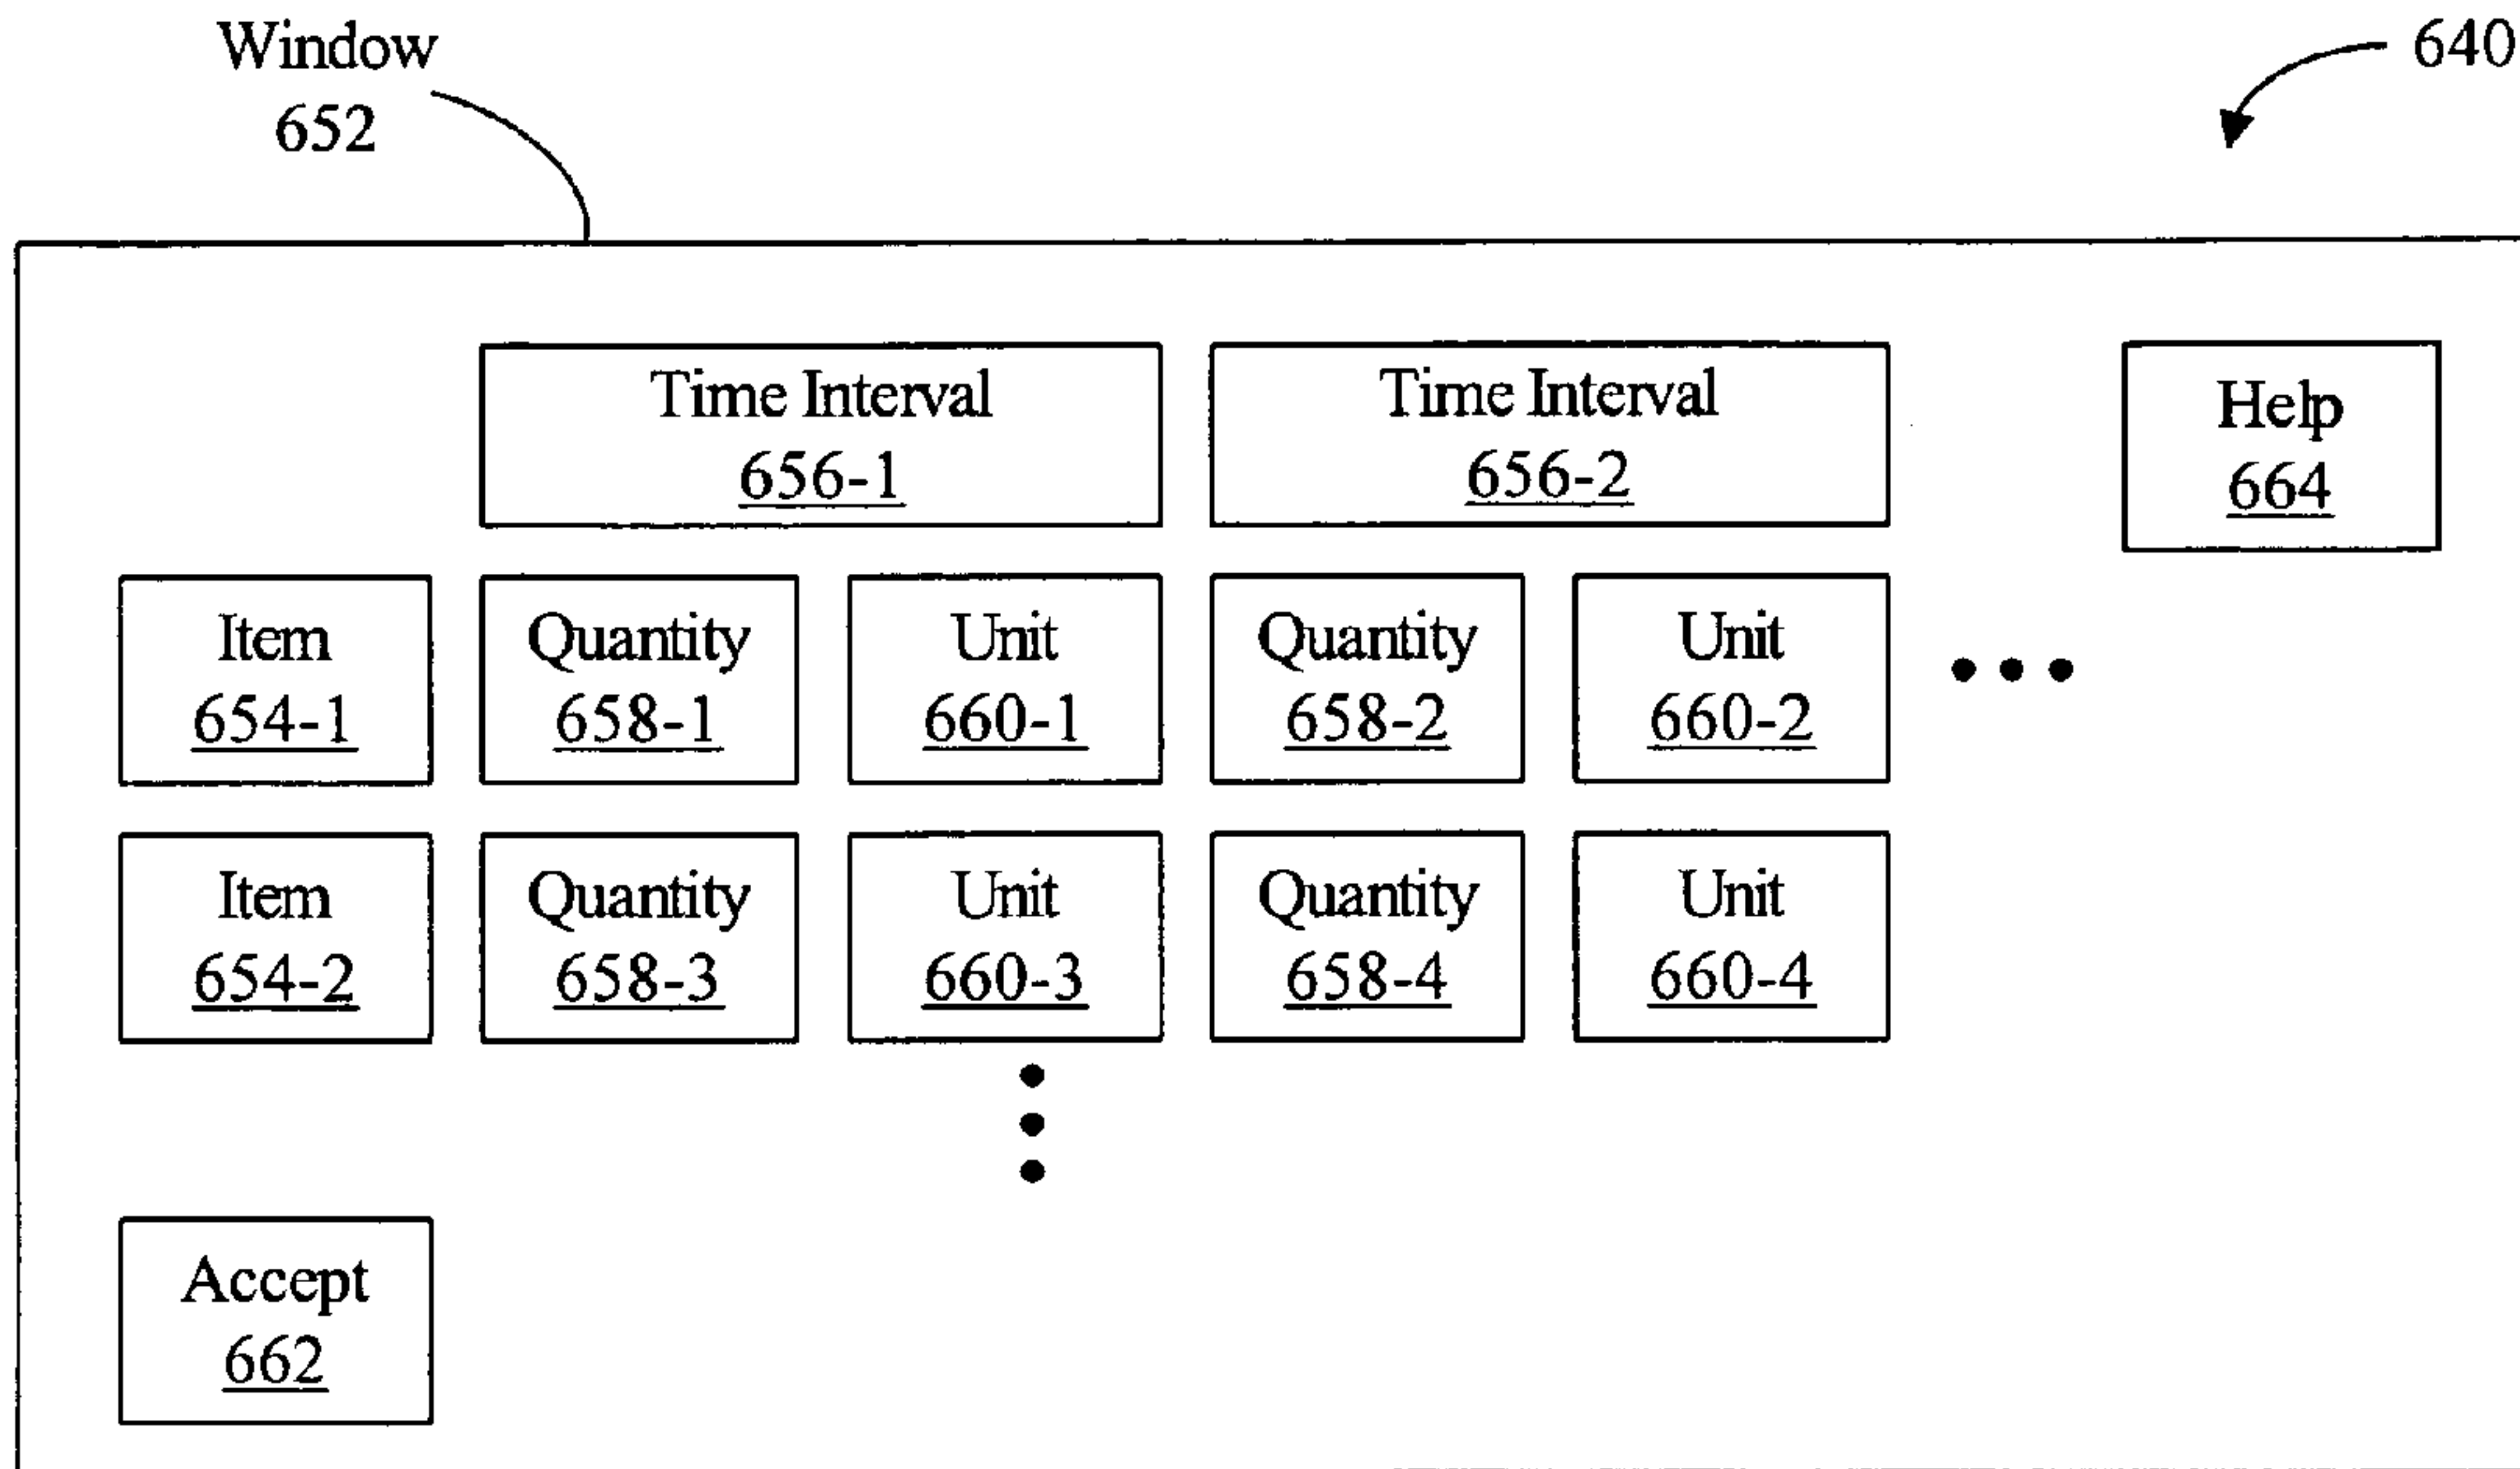 Window
652
640
Time Interval
656-1
Time Interval
656-2
Help
664
Item
654-1
Quantity
658-1
Unit
660-1
Quantity
658-2
Unit
660-2
Item
654-2
Quantity
658-3
Unit
660-3
Quantity
658-4
Unit
660-4
Accept
662